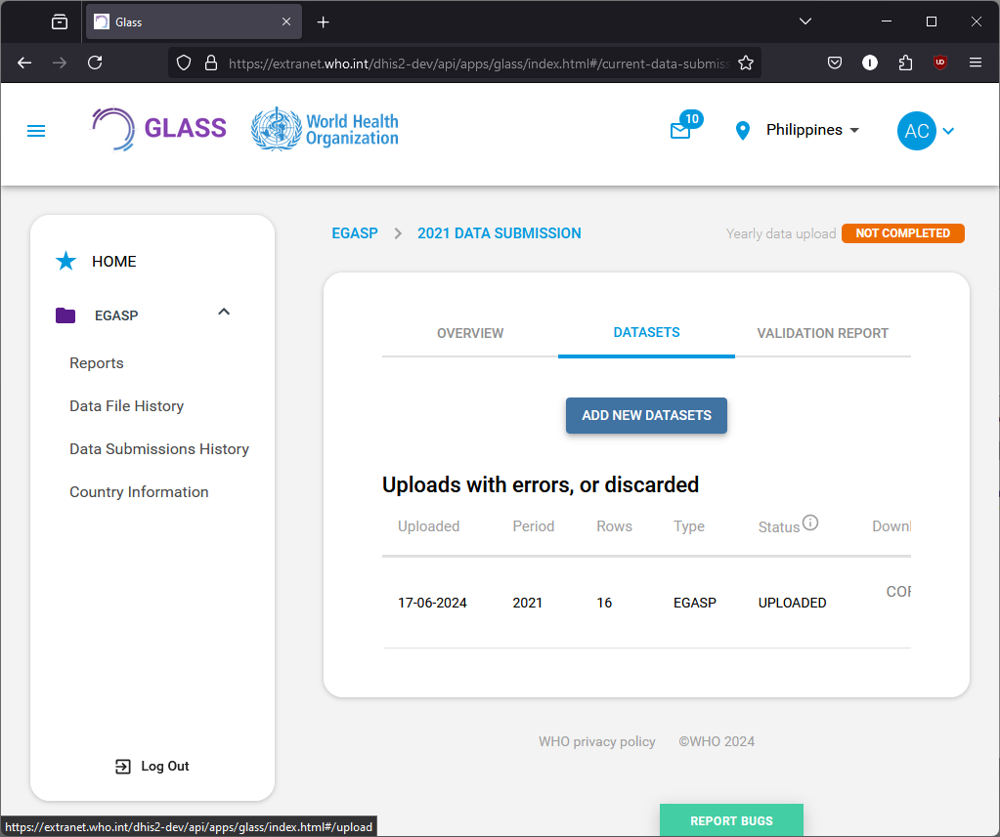 Glass
https://extranet.who.int/dhis2-dev/api/apps/glass/index.html#/current-data-submiss
GLASS
World Health
Organization
10
Philippines
AC
HOME
EGASP
Reports
Data File History
Data Submissions History
Country Information
Log Out
EGASP > 2021 DATA SUBMISSION
Yearly data upload NOT COMPLETED
OVERVIEW DATASETS VALIDATION REPORT
ADD NEW DATASETS
Uploads with errors, or discarded
Uploaded Period Rows Type Status Downl
17-06-2024 2021 16 EGASP UPLOADED COF
WHO privacy policy ©WHO 2024
REPORT BUGS
https://extranet.who.int/dhis2-dev/api/apps/glass/index.html#/upload